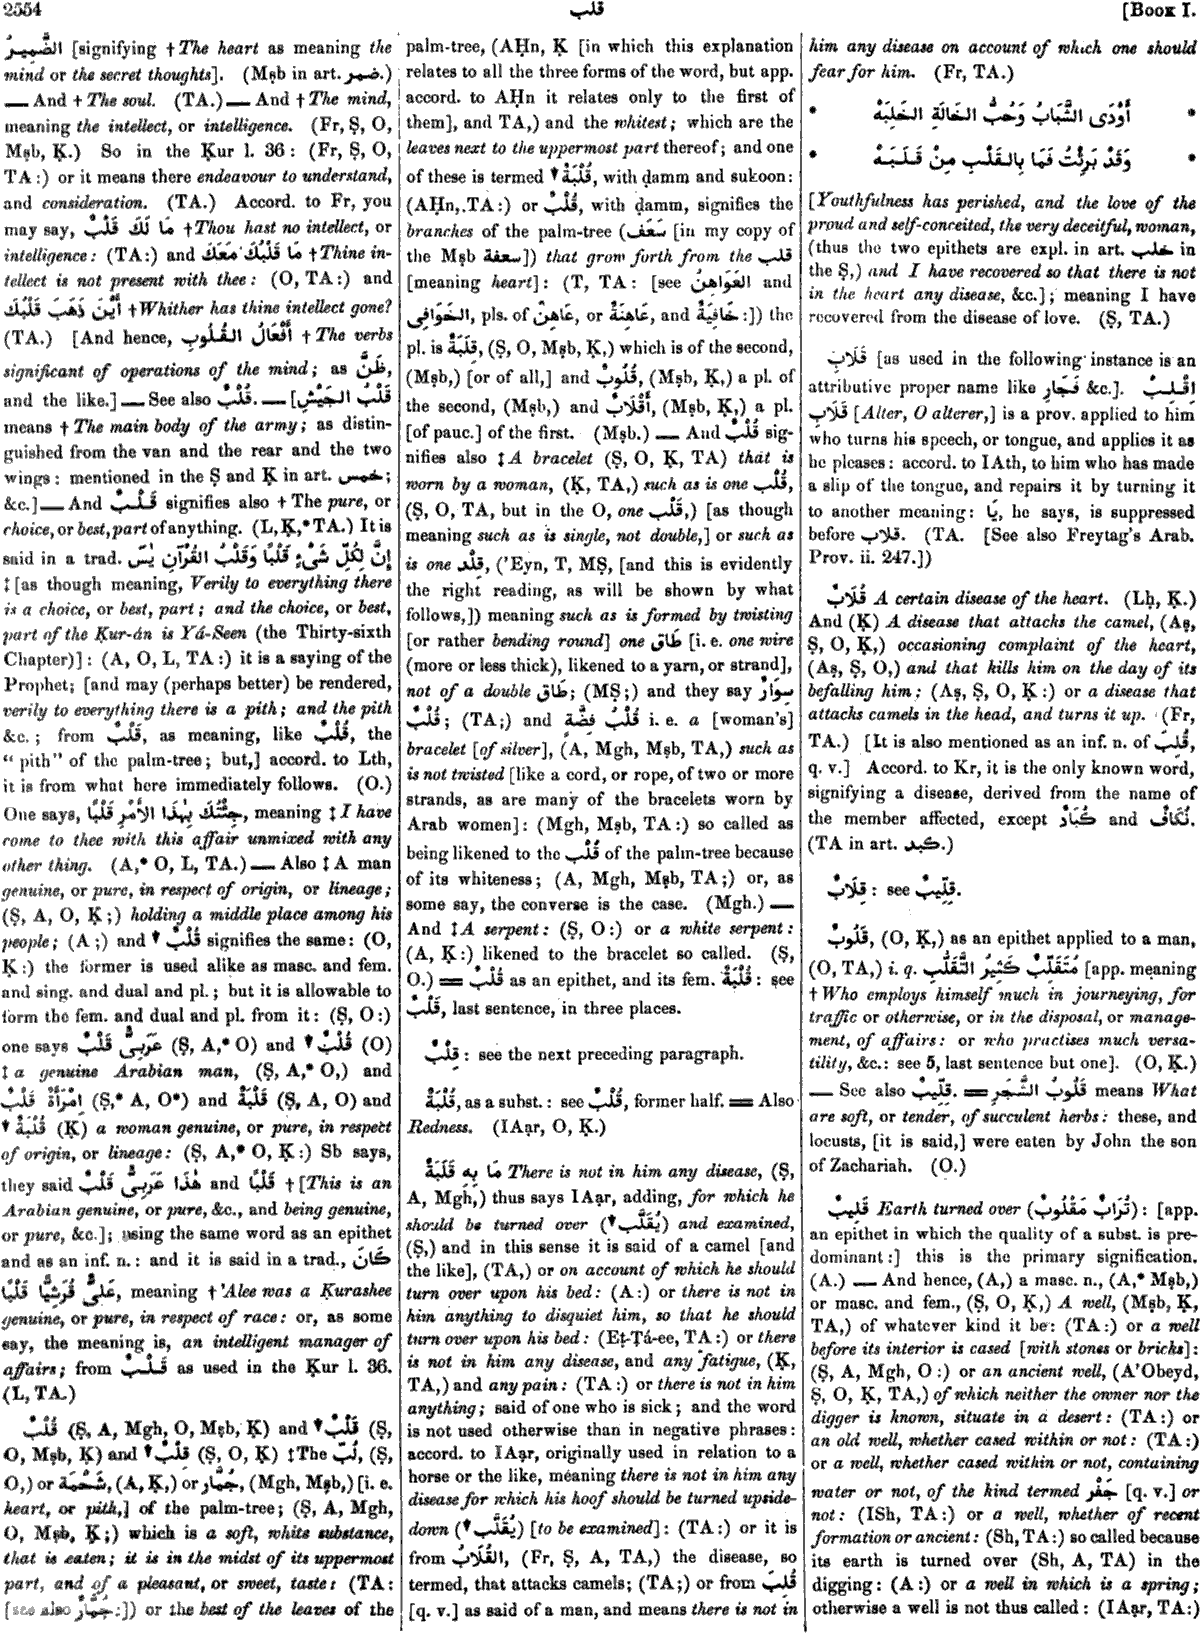 2554
قلب
[Book I.
الضَّمِيرُ [signifying † The heart as meaning the
mind or the secret thoughts]. (Mṣb in art. ضمر.)
— And † The soul. (TA.) — And † The mind,
meaning the intellect, or intelligence. (Fr, Ṣ, O,
Mṣb, Ḳ.) So in the Ḳur l. 36: (Fr, Ṣ, O,
TA:) or it means there endeavour to understand,
and consideration. (TA.) Accord. to Fr, you
may say, مَا لَكَ قَلْبٌ † Thou hast no intellect, or
intelligence: (TA:) and مَا قَلْبُكَ مَعَكَ † Thine in-
tellect is not present with thee: (O, TA:) and
أَيْنَ ذَهَبَ قَلْبُكَ † Whither has thine intellect gone?
(TA.) [And hence, أَفْعَالُ القُلُوبِ † The verbs
significant of operations of the mind; as ظَنَّ,
and the like.] — See also قُلْبٌ. — [قَلْبُ الجَيْشِ
means † The main body of the army; as distin-
guished from the van and the rear and the two
wings: mentioned in the Ṣ and Ḳ in art. خمس;
&c.] — And قَلْبٌ signifies also † The pure, or
choice, or best, part of anything. (L, Ḳ,* TA.) It is
said in a trad. إِنَّ لِكُلِّ شَىْءٍ قَلْبًا وَقَلْبُ القُرْآنِ يٰسٓ
‡ [as though meaning, Verily to everything there
is a choice, or best, part; and the choice, or best,
part of the Ḳur-án is Yá-Seen (the Thirty-sixth
Chapter)]: (A, O, L, TA:) it is a saying of the
Prophet; [and may (perhaps better) be rendered,
verily to everything there is a pith; and the pith
&c.; from قَلْبٌ, as meaning, like قُلْبٌ, the
“pith” of the palm-tree; but,] accord. to Lth,
it is from what here immediately follows. (O.)
One says, جِئْتُكَ بِهٰذَا الأَمْرِ قَلْبًا, meaning ‡ I have
come to thee with this affair unmixed with any
other thing. (A,* O, L, TA.) — Also ‡ A man
genuine, or pure, in respect of origin, or lineage;
(Ṣ, A, O, Ḳ;) holding a middle place among his
people; (A;) and ▼ قُلْبٌ signifies the same: (O,
Ḳ:) the former is used alike as masc. and fem.
and sing. and dual and pl.; but it is allowable to
form the fem. and dual and pl. from it: (Ṣ, O:)
one says عَرَبِىٌّ قَلْبٌ (Ṣ, A,* O) and ▼ قُلْبٌ (O)
‡ a genuine Arabian man, (Ṣ, A,* O,) and
اِمْرَأَةٌ قَلْبٌ (Ṣ,* A, O*) and قَلْبَةٌ (Ṣ, A, O) and
▼ قُلْبَةٌ (Ḳ) a woman genuine, or pure, in respect
of origin, or lineage: (Ṣ, A,* O, Ḳ:) Sb says,
they said هٰذَا عَرَبِىٌّ قَلْبٌ and قَلْبًا † [This is an
Arabian genuine, or pure, &c., and being genuine,
or pure, &c.]; using the same word as an epithet
and as an inf. n.: and it is said in a trad., كَانَ
عَلِىٌّ قُرَشِيًّا قَلْبًا, meaning † 'Alee was a Ḳurashee
genuine, or pure, in respect of race: or, as some
say, the meaning is, an intelligent manager of
affairs; from قَلْبٌ as used in the Ḳur l. 36.
(L, TA.)
قُلْبٌ (Ṣ, A, Mgh, O, Mṣb, Ḳ) and ▼ قَلْبٌ (Ṣ,
O, Mṣb, Ḳ) and ▼ قِلْبٌ (Ṣ, O, Ḳ) ‡ The لُبّ, (Ṣ,
O,) or شَحْمَة, (A, Ḳ,) or جُمَّار, (Mgh, Mṣb,) [i. e.
heart, or pith,] of the palm-tree; (Ṣ, A, Mgh,
O, Mṣb, Ḳ;) which is a soft, white substance,
that is eaten; it is in the midst of its uppermost
part, and of a pleasant, or sweet, taste: (TA:
[see also جُمَّارٌ:]) or the best of the leaves of the
palm-tree, (AḤn, Ḳ [in which this explanation
relates to all the three forms of the word, but app.
accord. to AḤn it relates only to the first of
them], and TA,) and the whitest; which are the
leaves next to the uppermost part thereof; and one
of these is termed ▼ قُلْبَةٌ, with ḍamm and sukoon:
(AḤn, TA:) or قُلْبٌ, with ḍamm, signifies the
branches of the palm-tree (سَعَف [in my copy of
the Mṣb سعفة]) that grow forth from the قلب
[meaning heart]: (T, TA: [see العَوَاهِنُ and
الخَوَافِى, pls. of عَاهِنٌ, or عَاهِنَةٌ, and خَافِيَةٌ:]) the
pl. is قِلَبَةٌ, (Ṣ, O, Mṣb, Ḳ,) which is of the second,
(Mṣb,) [or of all,] and قُلُوبٌ, (Mṣb, Ḳ,) a pl. of
the second, (Mṣb,) and أَقْلَابٌ, (Mṣb, Ḳ,) a pl.
[of pauc.] of the first. (Mṣb.) — And قُلْبٌ sig-
nifies also ‡ A bracelet (Ṣ, O, Ḳ, TA) that is
worn by a woman, (Ḳ, TA,) such as is one قُلْب,
(Ṣ, O, TA, but in the O, one قَلْب,) [as though
meaning such as is single, not double,] or such as
is one قَلْد, ('Eyn, T, MṢ, [and this is evidently
the right reading, as will be shown by what
follows,]) meaning such as is formed by twisting
[or rather bending round] one طَاق [i. e. one wire
(more or less thick), likened to a yarn, or strand],
not of a double طَاق; (MṢ;) and they say سِوَارٌ
قُلْبٌ; (TA;) and قُلْبُ فِضَّةٍ i. e. a [woman's]
bracelet [of silver], (A, Mgh, Mṣb, TA,) such as
is not twisted [like a cord, or rope, of two or more
strands, as are many of the bracelets worn by
Arab women]: (Mgh, Mṣb, TA:) so called as
being likened to the قُلْب of the palm-tree because
of its whiteness; (A, Mgh, Mṣb, TA;) or, as
some say, the converse is the case. (Mgh.) —
And ‡ A serpent: (Ṣ, O:) or a white serpent:
(A, Ḳ:) likened to the bracelet so called. (Ṣ,
O.) = قُلْبٌ as an epithet, and its fem. قُلْبَةٌ: see
قَلْبٌ, last sentence, in three places.
قِلْبٌ: see the next preceding paragraph.
قُلْبَةٌ, as a subst.: see قُلْبٌ, former half. = Also
Redness. (IAạr, O, Ḳ.)
مَا بِهِ قَلَبَةٌ There is not in him any disease, (Ṣ,
A, Mgh,) thus says IAạr, adding, for which he
should be turned over (▼ يُقَلَّب) and examined,
(Ṣ,) and in this sense it is said of a camel [and
the like], (TA,) or on account of which he should
turn over upon his bed: (A:) or there is not in
him anything to disquiet him, so that he should
turn over upon his bed: (Eṭ-Ṭá-ee, TA:) or there
is not in him any disease, and any fatigue, (Ḳ,
TA,) and any pain: (TA:) or there is not in him
anything; said of one who is sick; and the word
is not used otherwise than in negative phrases:
accord. to IAạr, originally used in relation to a
horse or the like, meaning there is not in him any
disease for which his hoof should be turned upside-
down (▼ يُقَلَّب) [to be examined]: (TA:) or it is
from القُلَابُ, (Fr, Ṣ, A, TA,) the disease, so
termed, that attacks camels; (TA;) or from قُلِبَ
[q. v.] as said of a man, and means there is not in
him any disease on account of which one should
fear for him. (Fr, TA.)
* أَوْدَى الشَّبَابُ وَحُبُّ الخَالَةِ الخَلِبَهْ *
* وَقَدْ بَرِئْتُ فَمَا بِالقَلْبِ مِنْ قَلَبَهْ *
[Youthfulness has perished, and the love of the
proud and self-conceited, the very deceitful, woman,
(thus the two epithets are expl. in art. خلب in
the Ṣ,) and I have recovered so that there is not
in the heart any disease, &c.]; meaning I have
recovered from the disease of love. (Ṣ, TA.)
قَلَابِ [as used in the following instance is an
attributive proper name like فَجَارِ &c.]. اِقْلِبْ
قَلَابِ [Alter, O alterer,] is a prov. applied to him
who turns his speech, or tongue, and applies it as
he pleases: accord. to IAth, to him who has made
a slip of the tongue, and repairs it by turning it
to another meaning: يَا, he says, is suppressed
before قلاب. (TA. [See also Freytag's Arab.
Prov. ii. 247.])
قُلَابٌ A certain disease of the heart. (Lḥ, Ḳ.)
And (Ḳ) A disease that attacks the camel, (Aṣ,
Ṣ, O, Ḳ,) occasioning complaint of the heart,
(Aṣ, Ṣ, O,) and that kills him on the day of its
befalling him: (Aṣ, Ṣ, O, Ḳ:) or a disease that
attacks camels in the head, and turns it up. (Fr,
TA.) [It is also mentioned as an inf. n. of قُلِبَ,
q. v.] Accord. to Kr, it is the only known word,
signifying a disease, derived from the name of
the member affected, except كُبَادٌ and نُكَافٌ.
(TA in art. كبد.)
قِلَابٌ: see قِلِّيبٌ.
قَلُوبٌ, (O, Ḳ,) as an epithet applied to a man,
(O, TA,) i. q. مُتَقَلِّبٌ كَثِيرُ التَّقَلُّبِ [app. meaning
† Who employs himself much in journeying, for
traffic or otherwise, or in the disposal, or manage-
ment, of affairs: or who practises much versa-
tility, &c.: see 5, last sentence but one]. (O, Ḳ.)
— See also قِلِّيبٌ. = قَلُوبُ الشَّجَرِ means What
are soft, or tender, of succulent herbs: these, and
locusts, [it is said,] were eaten by John the son
of Zachariah. (O.)
قَلِيبٌ Earth turned over (تُرَابٌ مَقْلُوبٌ): [app.
an epithet in which the quality of a subst. is pre-
dominant:] this is the primary signification.
(A.) — And hence, (A,) a masc. n., (A,* Mṣb,)
or masc. and fem., (Ṣ, O, Ḳ,) A well, (Mṣb, Ḳ,
TA,) of whatever kind it be: (TA:) or a well
before its interior is cased [with stones or bricks]:
(Ṣ, A, Mgh, O:) or an ancient well, (A'Obeyd,
Ṣ, O, Ḳ, TA,) of which neither the owner nor the
digger is known, situate in a desert: (TA:) or
an old well, whether cased within or not: (TA:)
or a well, whether cased within or not, containing
water or not, of the kind termed جَفْر [q. v.] or
not: (ISh, TA:) or a well, whether of recent
formation or ancient: (Sh, TA:) so called because
its earth is turned over (Sh, A, TA) in the
digging: (A:) or a well in which is a spring;
otherwise a well is not thus called: (IAạr, TA:)